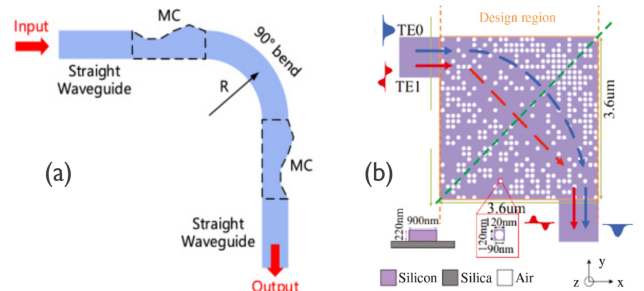 MC
Input
90° bend
Straight
Waveguide
R
MC
(a)
Straight
Waveguide
Output
Design region
TE0
TE1
3.6um
(b)
3.6um
900nm
220nm
120nm
120nm
90nm
Silicon
Silica
Air
y
z
x